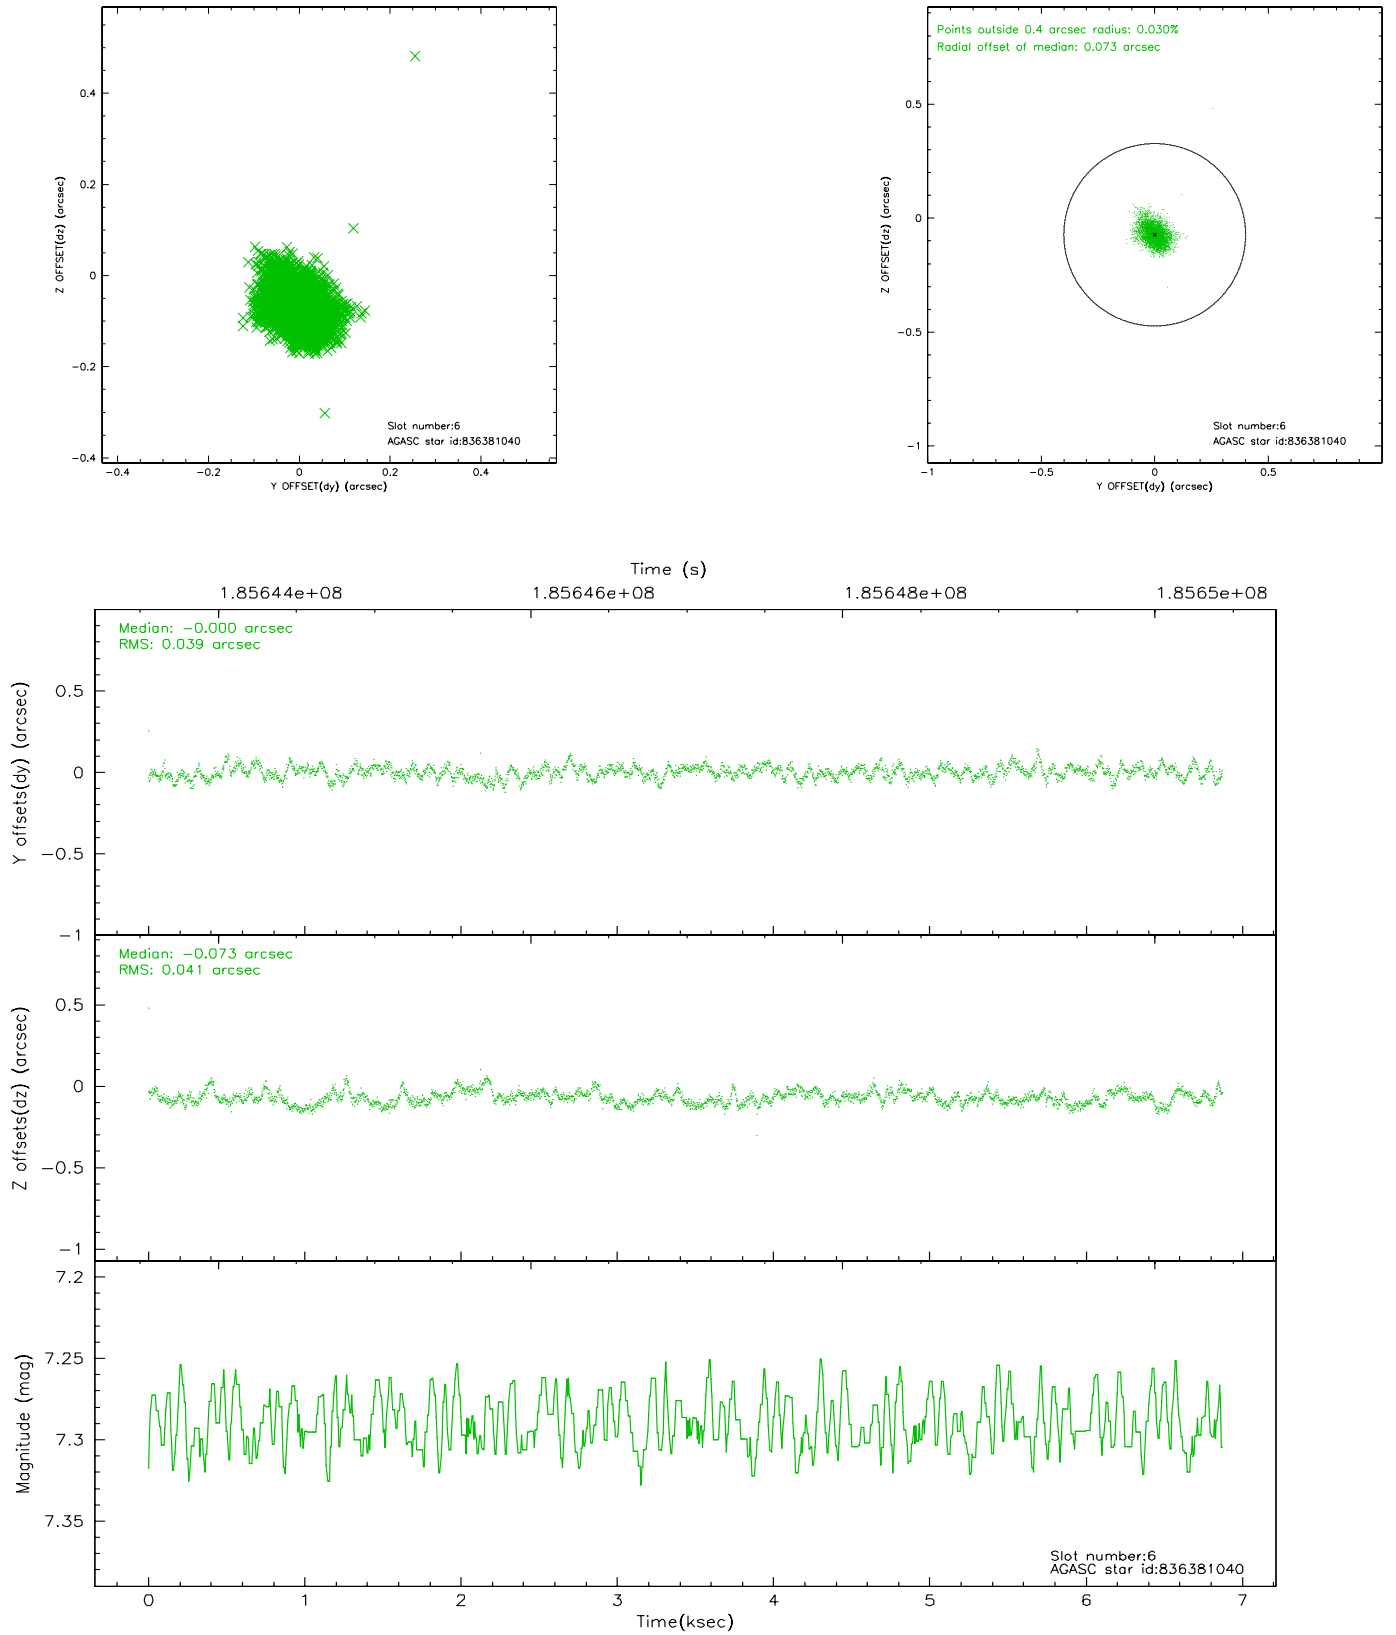 0.4
0.2
0
−0.2
−0.4
Z OFFSET(dz) (arcsec)
−0.4
−0.2
0
0.2
0.4
Y OFFSET(dy) (arcsec)
Slot number:6
AGASC star id:836381040
Points outside 0.4 arcsec radius: 0.030%
Radial offset of median: 0.073 arcsec
0.5
0
−0.5
−1
Z OFFSET(dz) (arcsec)
−1
−0.5
0
0.5
Y OFFSET(dy) (arcsec)
Slot number:6
AGASC star id:836381040
Time (s)
1.85644e+08
1.85646e+08
1.85648e+08
1.8565e+08
Median: −0.000 arcsec
RMS: 0.039 arcsec
0.5
0
−0.5
−1
Y offsets(dy) (arcsec)
Median: −0.073 arcsec
RMS: 0.041 arcsec
0.5
0
−0.5
−1
Z offsets(dz) (arcsec)
7.2
7.25
7.3
7.35
Magnitude (mag)
Slot number:6
AGASC star id:836381040
0
1
2
3
4
5
6
7
Time(ksec)